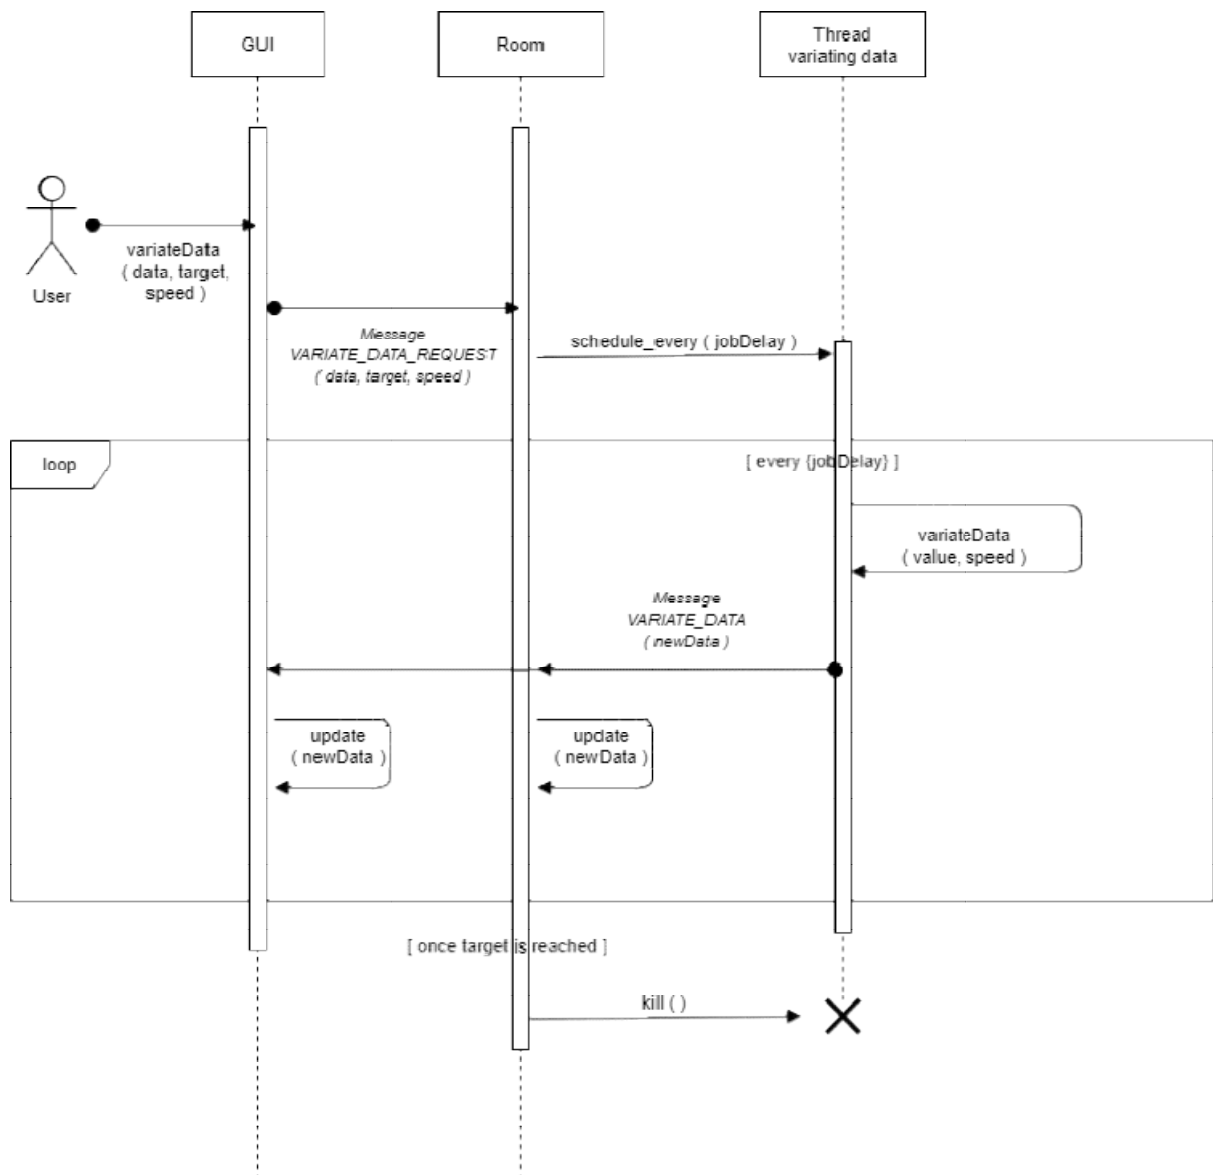 GUI
Room
Thread
variating data
variateData
( data, target,
speed )
User
Message
VARIATE_DATA_REQUEST
( data, target, speed )
schedule_every ( jobDelay )
loop
[ every {jobDelay} ]
variateData
( value, speed )
Message
VARIATE_DATA
( newData )
update
( newData )
update
( newData )
[ once target is reached ]
kill ( )